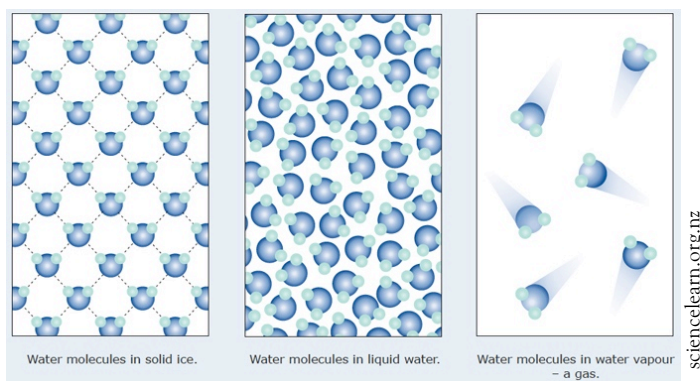 Water molecules in solid ice.
Water molecules in liquid water.
Water molecules in water vapour
– a gas.
sciencelearn.org.nz